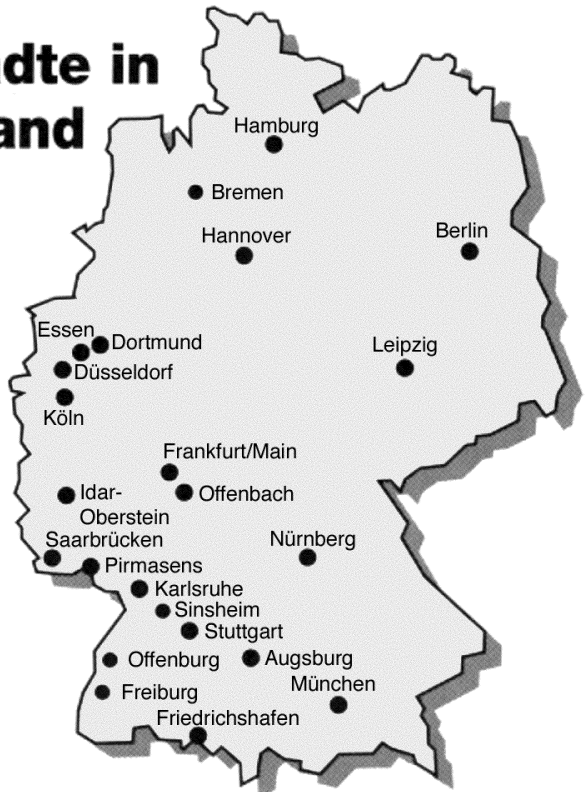 dte in
and
Hamburg
Bremen
Hannover
Berlin
Essen
Dortmund
Leipzig
Düsseldorf
Köln
Frankfurt/Main
Idar-
Oberstein
Offenbach
Saarbrücken
Nürnberg
Pirmasens
Karlsruhe
Sinsheim
Stuttgart
Offenburg
Augsburg
München
Freiburg
Friedrichshafen